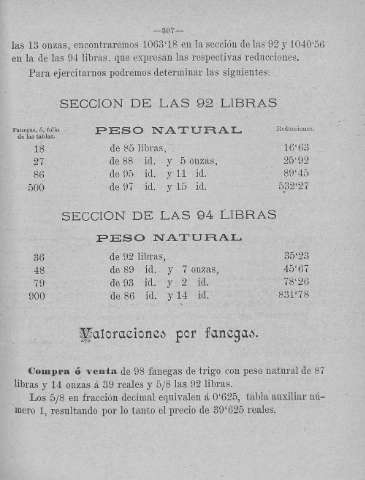 —307—
las 13 onzas, encontraremos 1063'18 en la sección de las 92 y 1040'56
en la de las 94 libras, que expresan las respectivas reducciones.
Para ejercitarnos podremos determinar las siguientes:
SECCION DE LAS 92 LIBRAS
Fanegas, ó, folio
de las tablas.
PESO NATURAL
Reducciones.
18 de 85 libras, 16'63
27 de 88 id. y 5 onzas, 25'92
86 de 95 id. y 11 id. 89'45
500 de 97 id. y 15 id. 532'27
SECCION DE LAS 94 LIBRAS
PESO NATURAL
36 de 92 libras, 35'23
48 de 89 id. y 7 onzas, 45'67
79 de 93 id. y 2 id. 78'26
900 de 86 id. y 14 id. 831'78
Valoraciones por fanegas.
Compra ó venta de 98 fanegas de trigo con peso natural de 87
libras y 14 onzas á 39 reales y 5/8 las 92 libras.
Los 5/8 en fracción decimal equivalen á 0'625, tabla auxiliar nú-
mero 1, resultando por lo tanto el precio de 39'625 reales.